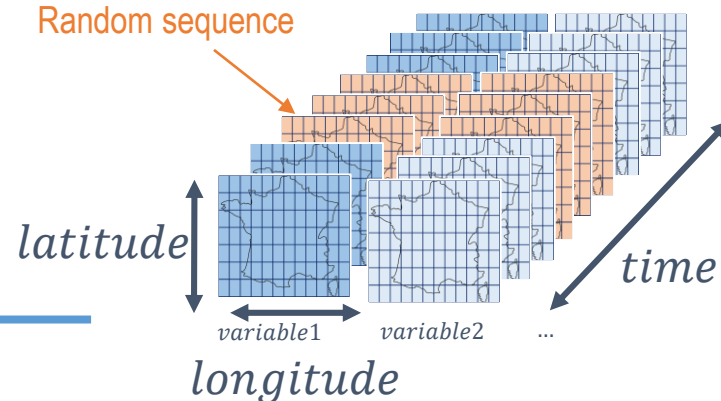 Random sequence
latitude
time
variable1
variable2
...
longitude